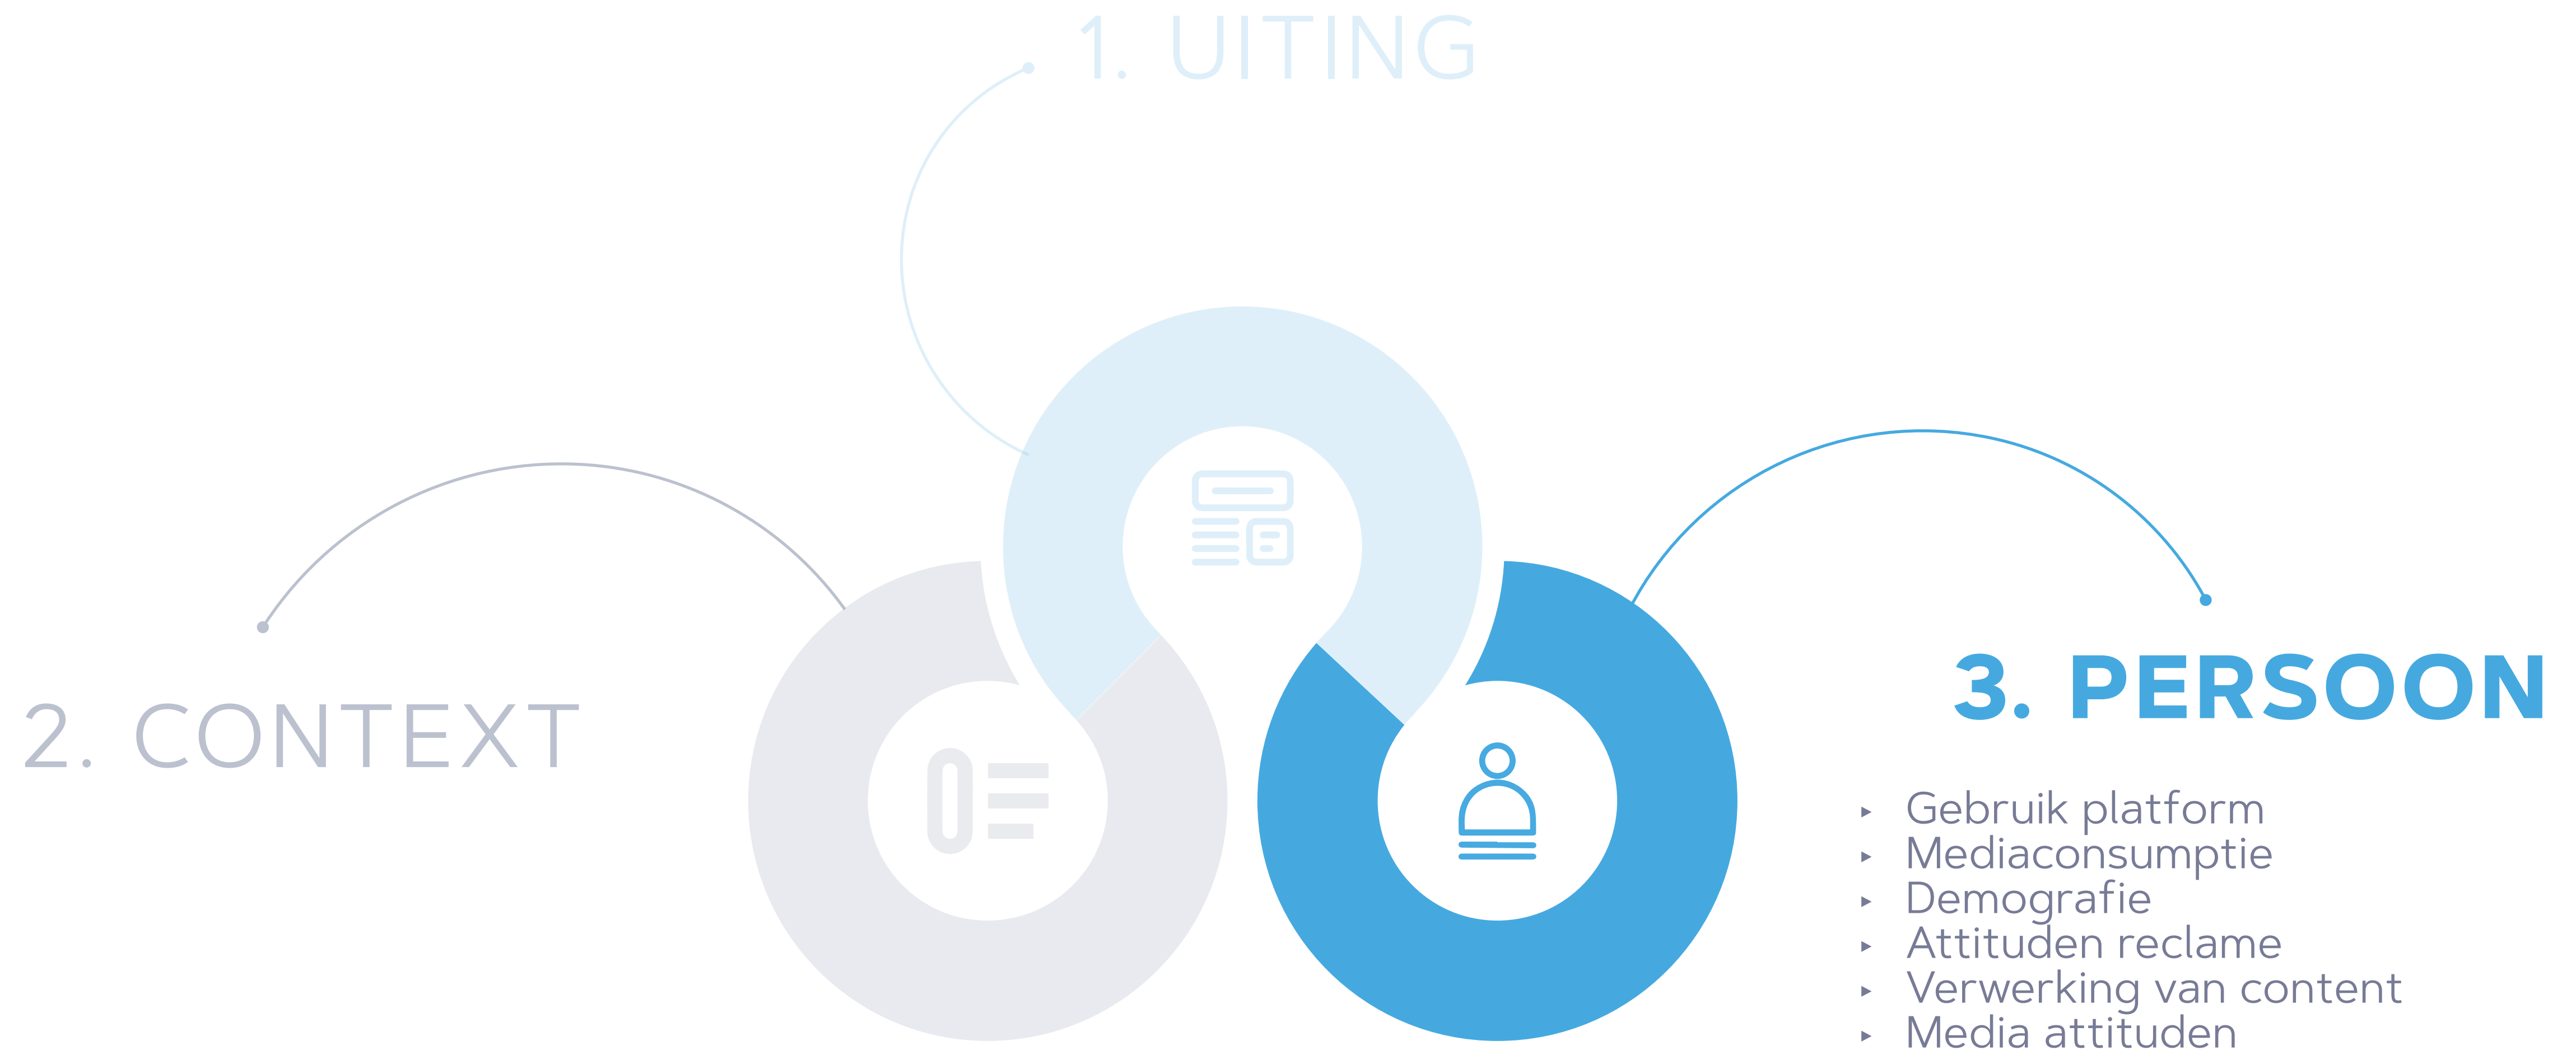 1. UITING
2. CONTEXT
3. PERSOON
▸ Gebruik platform
▸ Mediaconsumptie
▸ Demografie
▸ Attituden reclame
▸ Verwerking van content
▸ Media attituden